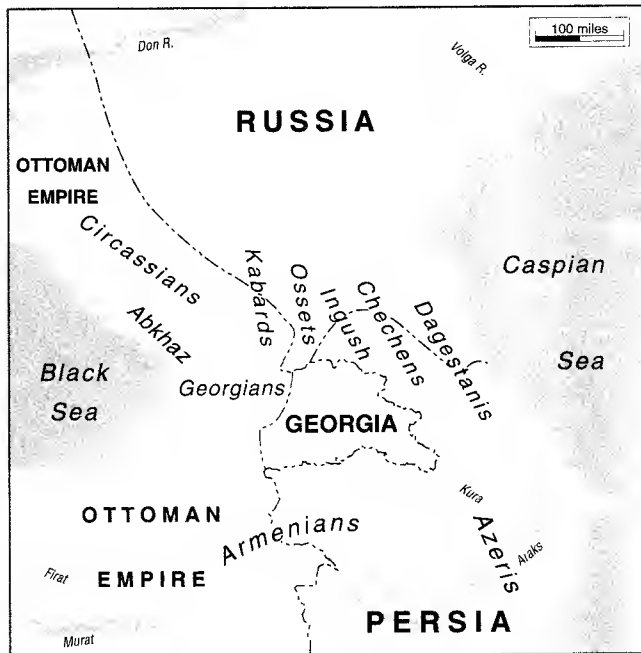 100 miles
Don R.
Volga R.
RUSSIA
OTTOMAN
EMPIRE
Circassians
Kabards
Ossets
Ingush
Chechens
Dagestanis
Caspian
Sea
Abkhaz
Black
Sea
Georgians
GEORGIA
Kura
Azeris
Araks
OTTOMAN
EMPIRE
Armenians
Firat
Murat
PERSIA